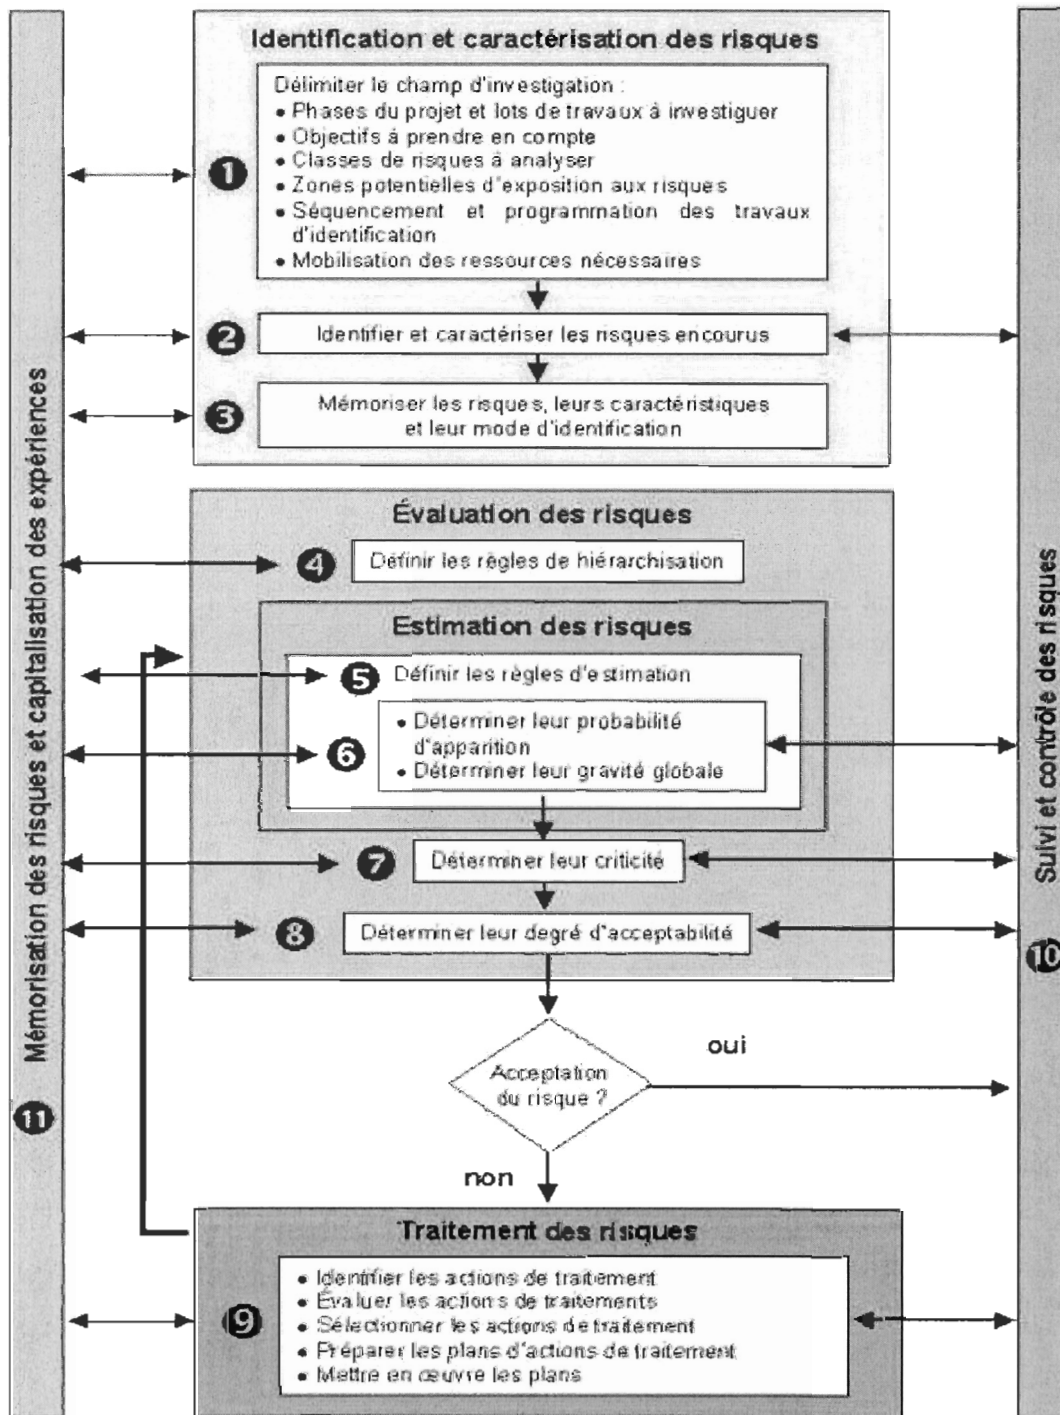 Identification et caractérisation des risques
Délimiter le champ d'investigation :
• Phases du projet et lots de travaux à investiguer
• Objectifs à prendre en compte
• Classes de risques à analyser
• Zones potentielles d'exposition aux risques
• Séquencement et programmation des travaux
d'identification
• Mobilisation des ressources nécessaires
1
2
Identifier et caractériser les risques encourus
3
Mémoriser les risques, leurs caractéristiques
et leur mode d'identification
Évaluation des risques
4
Définir les règles de hiérarchisation
Estimation des risques
5
Définir les règles d'estimation
6
• Déterminer leur probabilité
d'apparition
• Déterminer leur gravité globale
7
Déterminer leur criticité
8
Déterminer leur degré d'acceptabilité
Acceptation
du risque ?
oui
non
Traitement des risques
9
• Identifier les actions de traitement
• Évaluer les actions de traitements
• Sélectionner les actions de traitement
• Préparer les plans d'actions de traitement
• Mettre en œuvre les plans
10
Suivi et contrôle des risques
11
Mémorisation des risques et capitalisation des expériences